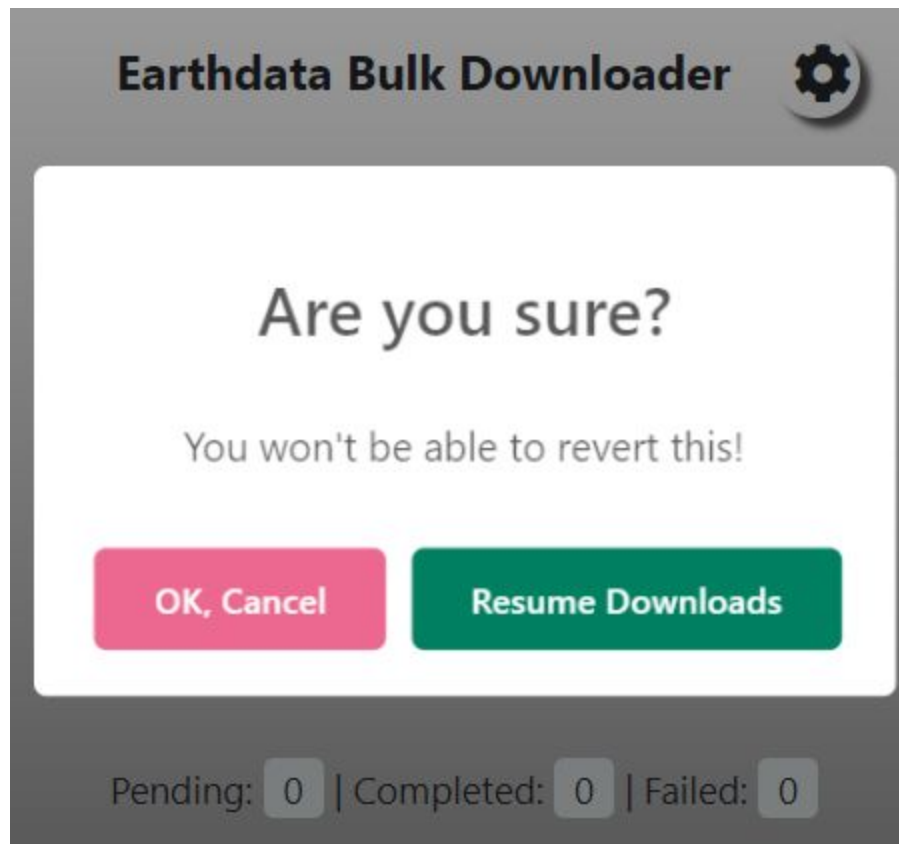 Earthdata Bulk Downloader
Are you sure?
You won't be able to revert this!
OK, Cancel Resume Downloads
Pending: 0 | Completed: 0 | Failed: 0